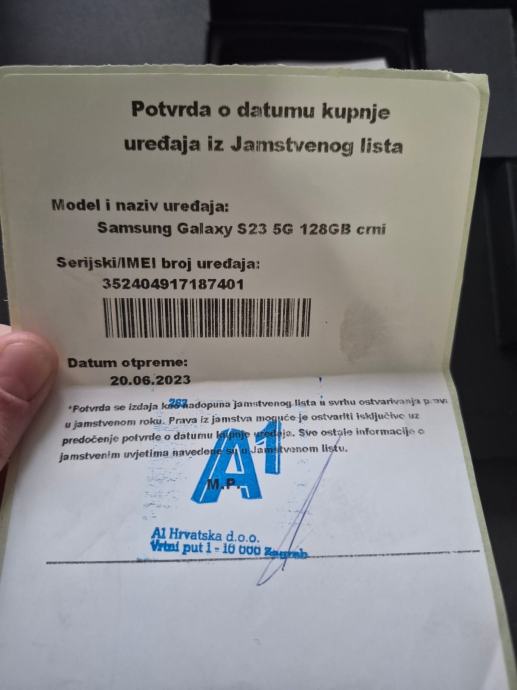 Potvrda o datumu kupnje
uređaja iz Jamstvenog lista
Model i naziv uređaja:
Samsung Galaxy S23 5G 128GB crni
Serijski/IMEI broj uređaja:
352404917187401
Datum otpreme:
20.06.2023
267
*Potvrda se izdaje kao nadopuna jamstvenog lista u svrhu ostvarivanja prava
u jamstvenom roku. Prava iz jamstva moguće je ostvariti isključivo uz
predočenje potvrde o datumu kupnje uređaja. Sve ostale informacije o
jamstvenim uvjetima navedene su u Jamstvenom listu.
A1
M.P.
A1 Hrvatska d.o.o.
Vrtni put 1 - 10 000 Zagreb